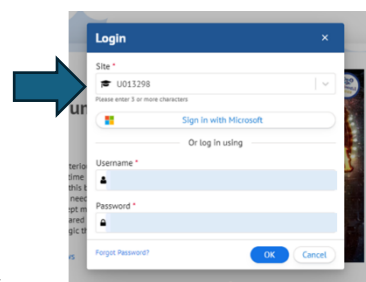 Login ×
Site *
U013298
Please enter 3 or more characters
Sign in with Microsoft
Or log in using
Username *
Password *
Forgot Password?
OK Cancel